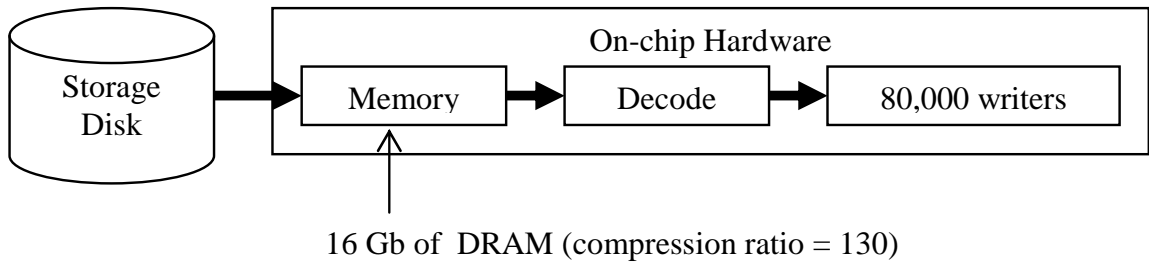 On-chip Hardware
Storage
Disk
Memory
Decode
80,000 writers
16 Gb of DRAM (compression ratio = 130)